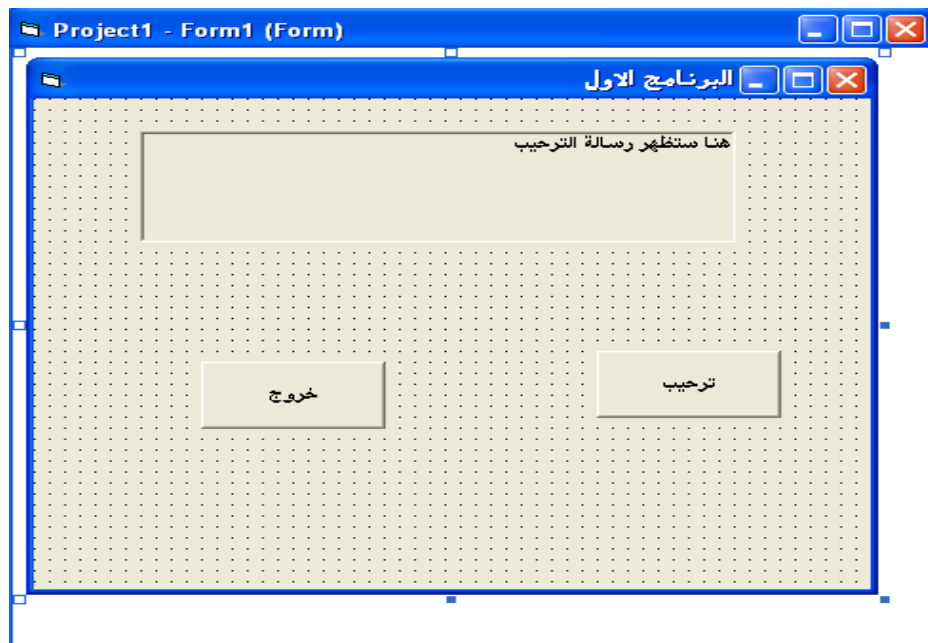 Project1 - Form1 (Form)
البرنامج الاول
هنا ستظهر رسالة الترحيب
ترحيب
خروج